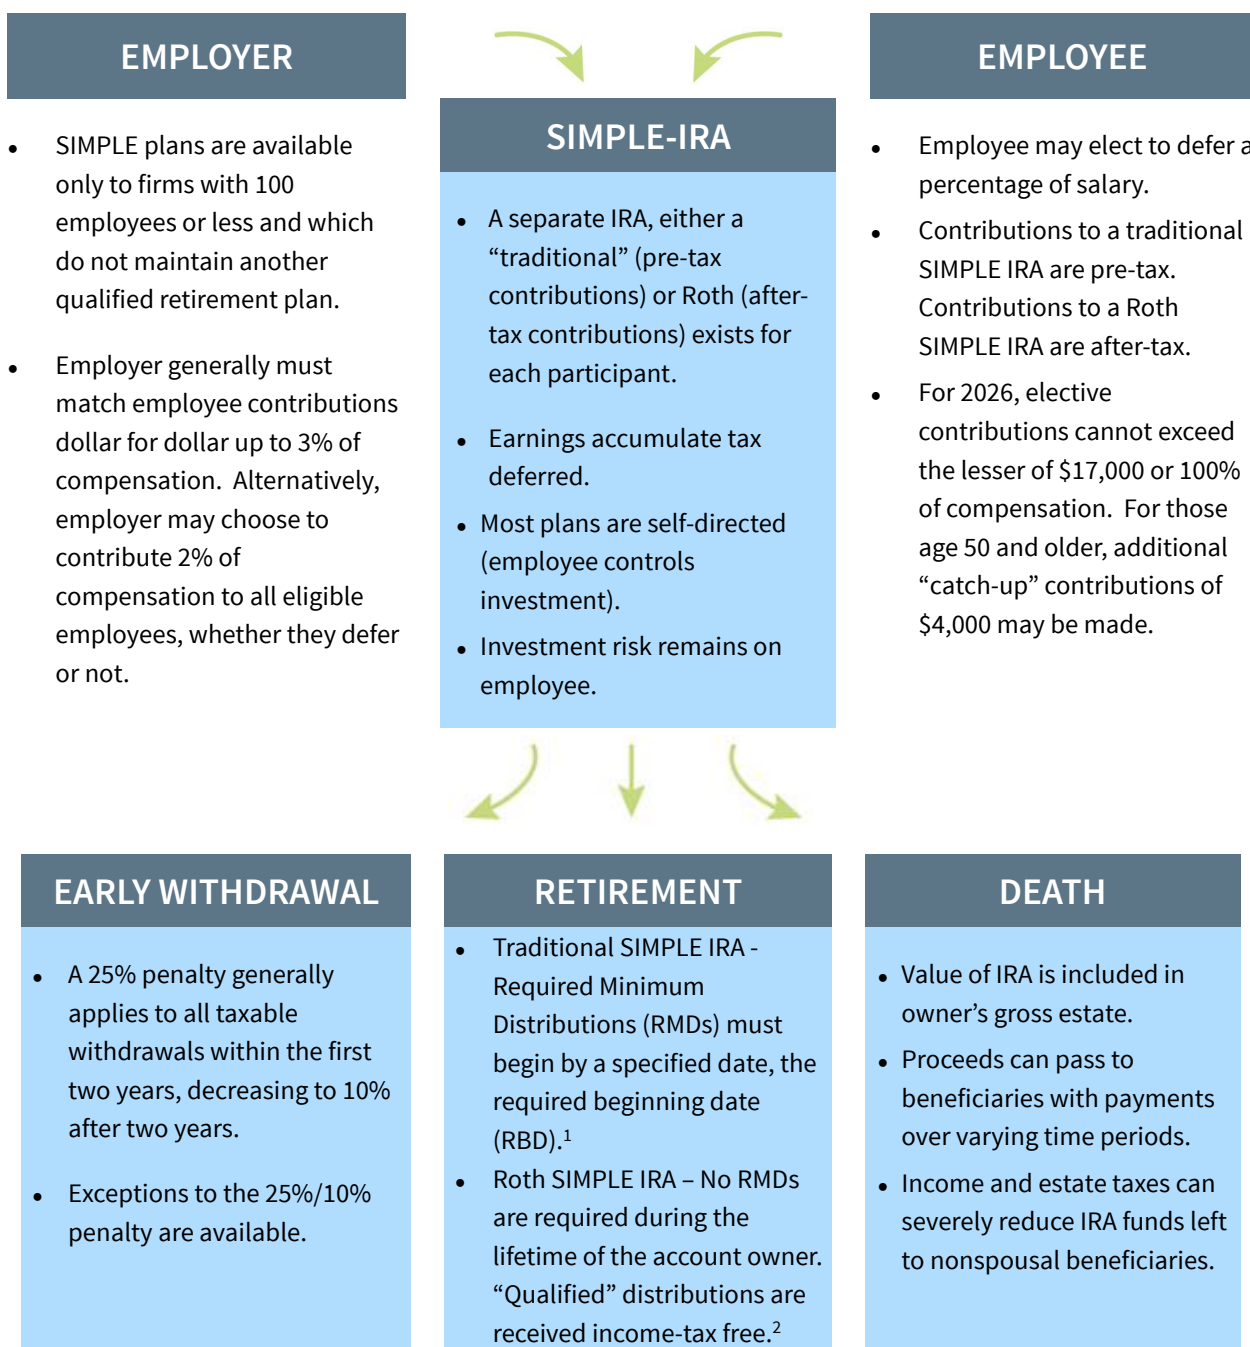 EMPLOYER
• SIMPLE plans are available
only to firms with 100
employees or less and which
do not maintain another
qualified retirement plan.
• Employer generally must
match employee contributions
dollar for dollar up to 3% of
compensation.  Alternatively,
employer may choose to
contribute 2% of
compensation to all eligible
employees, whether they defer
or not.
SIMPLE-IRA
• A separate IRA, either a
“traditional” (pre-tax
contributions) or Roth (after-
tax contributions) exists for
each participant.
• Earnings accumulate tax
deferred.
• Most plans are self-directed
(employee controls
investment).
• Investment risk remains on
employee.
EMPLOYEE
• Employee may elect to defer a
percentage of salary.
• Contributions to a traditional
SIMPLE IRA are pre-tax.
Contributions to a Roth
SIMPLE IRA are after-tax.
• For 2026, elective
contributions cannot exceed
the lesser of $17,000 or 100%
of compensation.  For those
age 50 and older, additional
“catch-up” contributions of
$4,000 may be made.
EARLY WITHDRAWAL
• A 25% penalty generally
applies to all taxable
withdrawals within the first
two years, decreasing to 10%
after two years.
• Exceptions to the 25%/10%
penalty are available.
RETIREMENT
• Traditional SIMPLE IRA -
Required Minimum
Distributions (RMDs) must
begin by a specified date, the
required beginning date
(RBD).¹
• Roth SIMPLE IRA – No RMDs
are required during the
lifetime of the account owner.
“Qualified” distributions are
received income-tax free.²
DEATH
• Value of IRA is included in
owner’s gross estate.
• Proceeds can pass to
beneficiaries with payments
over varying time periods.
• Income and estate taxes can
severely reduce IRA funds left
to nonspousal beneficiaries.